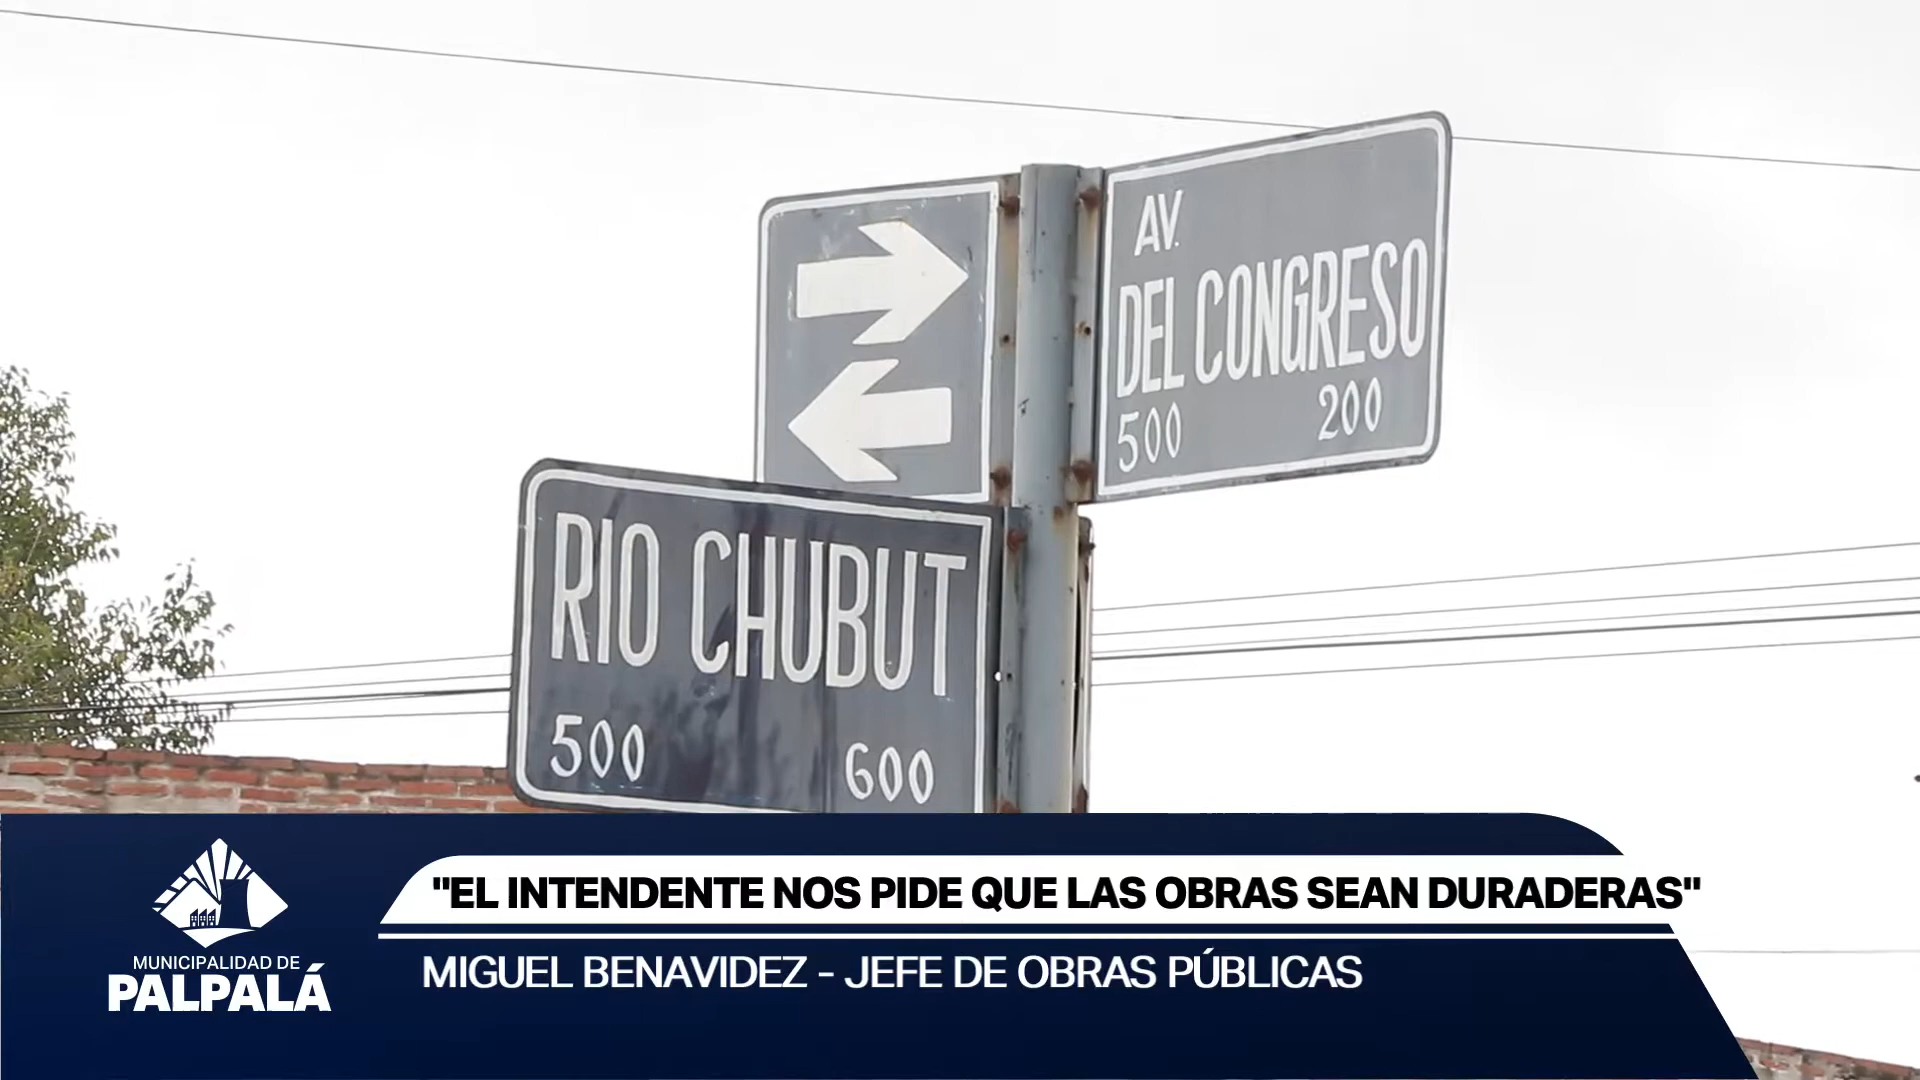 AV.
DEL CONGRESO
500 200
RIO CHUBUT
500 600
"EL INTENDENTE NOS PIDE QUE LAS OBRAS SEAN DURADERAS"
MIGUEL BENAVIDEZ - JEFE DE OBRAS PÚBLICAS
MUNICIPALIDAD DE
PALPALÁ